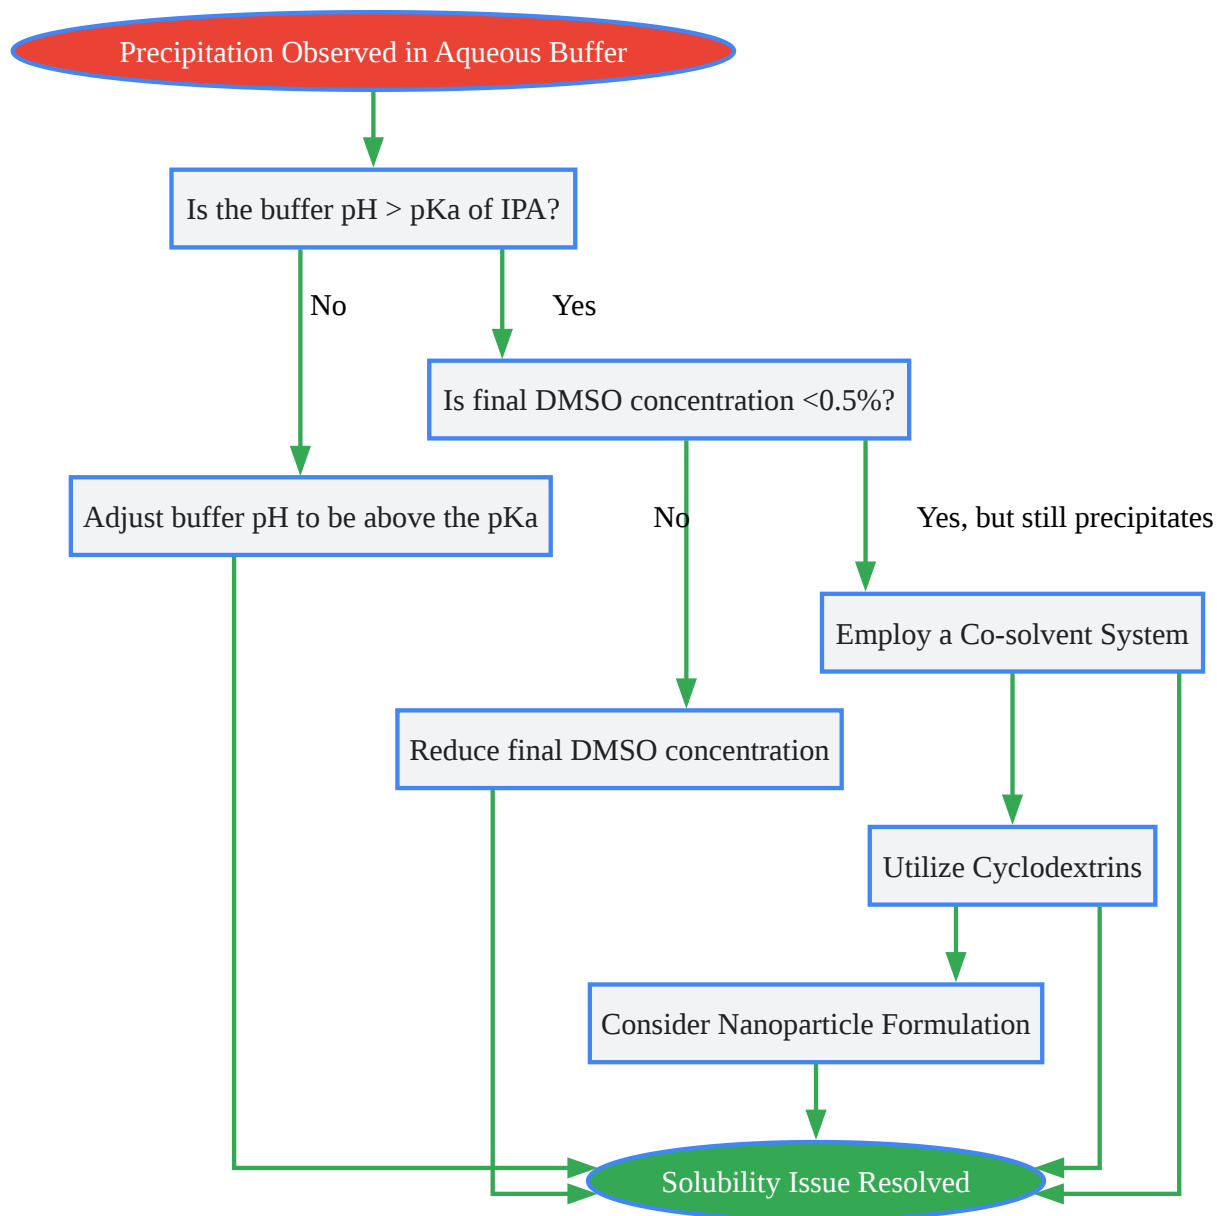 Precipitation Observed in Aqueous Buffer
Is the buffer pH > pKa of IPA?
No
Yes
Is final DMSO concentration <0.5%?
Adjust buffer pH to be above the pKa
No
Yes, but still precipitates
Employ a Co-solvent System
Reduce final DMSO concentration
Utilize Cyclodextrins
Consider Nanoparticle Formulation
Solubility Issue Resolved